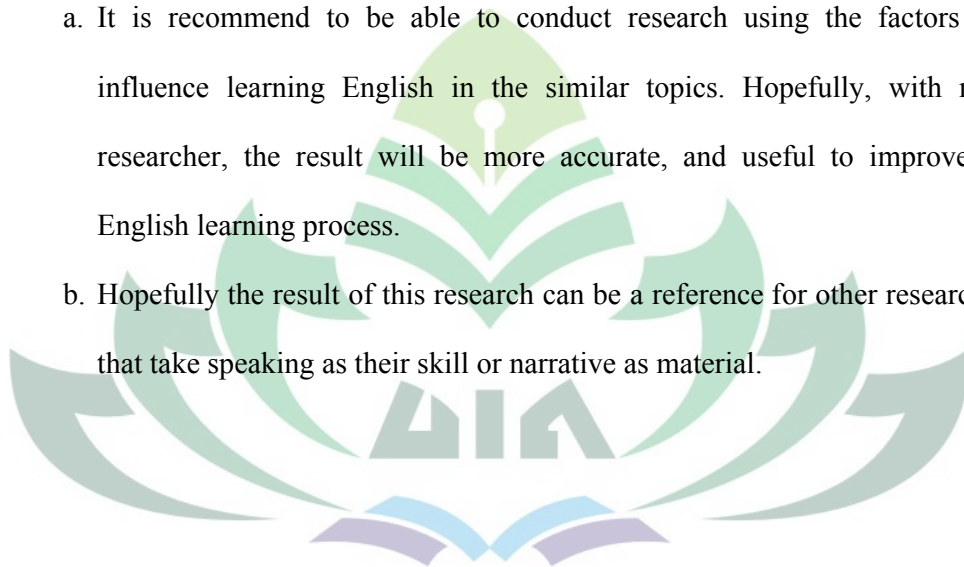 a. It is recommend to be able to conduct research using the factors
influence learning English in the similar topics. Hopefully, with
researcher, the result will be more accurate, and useful to improve
English learning process.
b. Hopefully the result of this research can be a reference for other
that take speaking as their skill or narrative as material.
UIN